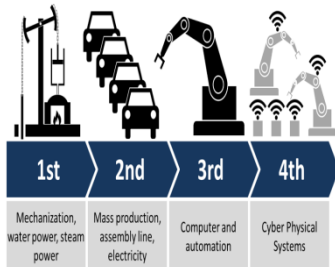 1st
2nd
3rd
4th
Mechanization,
water power, steam
power
Mass production,
assembly line,
electricity
Computer and
automation
Cyber Physical
Systems